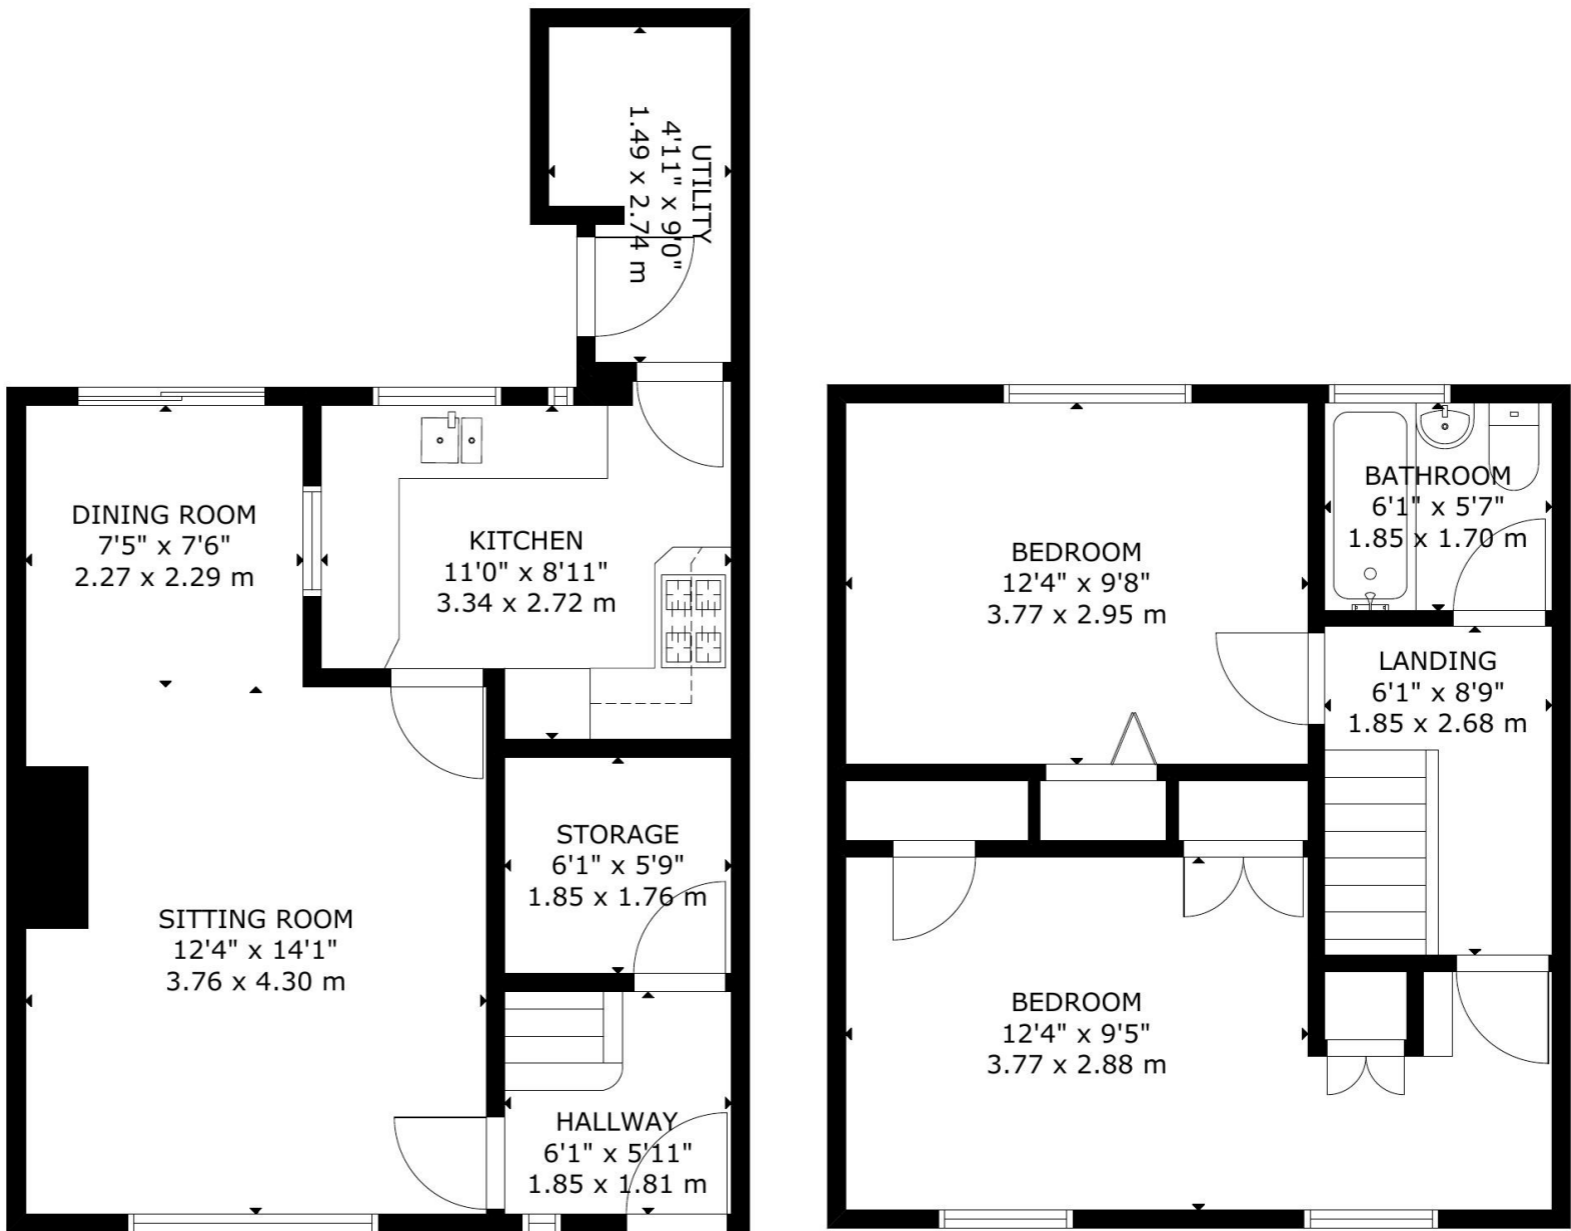 UTILITY
4'11" x 9'0"
1.49 x 2.74 m
DINING ROOM
7'5" x 7'6"
2.27 x 2.29 m
KITCHEN
11'0" x 8'11"
3.34 x 2.72 m
STORAGE
6'1" x 5'9"
1.85 x 1.76 m
SITTING ROOM
12'4" x 14'1"
3.76 x 4.30 m
HALLWAY
6'1" x 5'11"
1.85 x 1.81 m
BEDROOM
12'4" x 9'8"
3.77 x 2.95 m
BATHROOM
6'1" x 5'7"
1.85 x 1.70 m
LANDING
6'1" x 8'9"
1.85 x 2.68 m
BEDROOM
12'4" x 9'5"
3.77 x 2.88 m